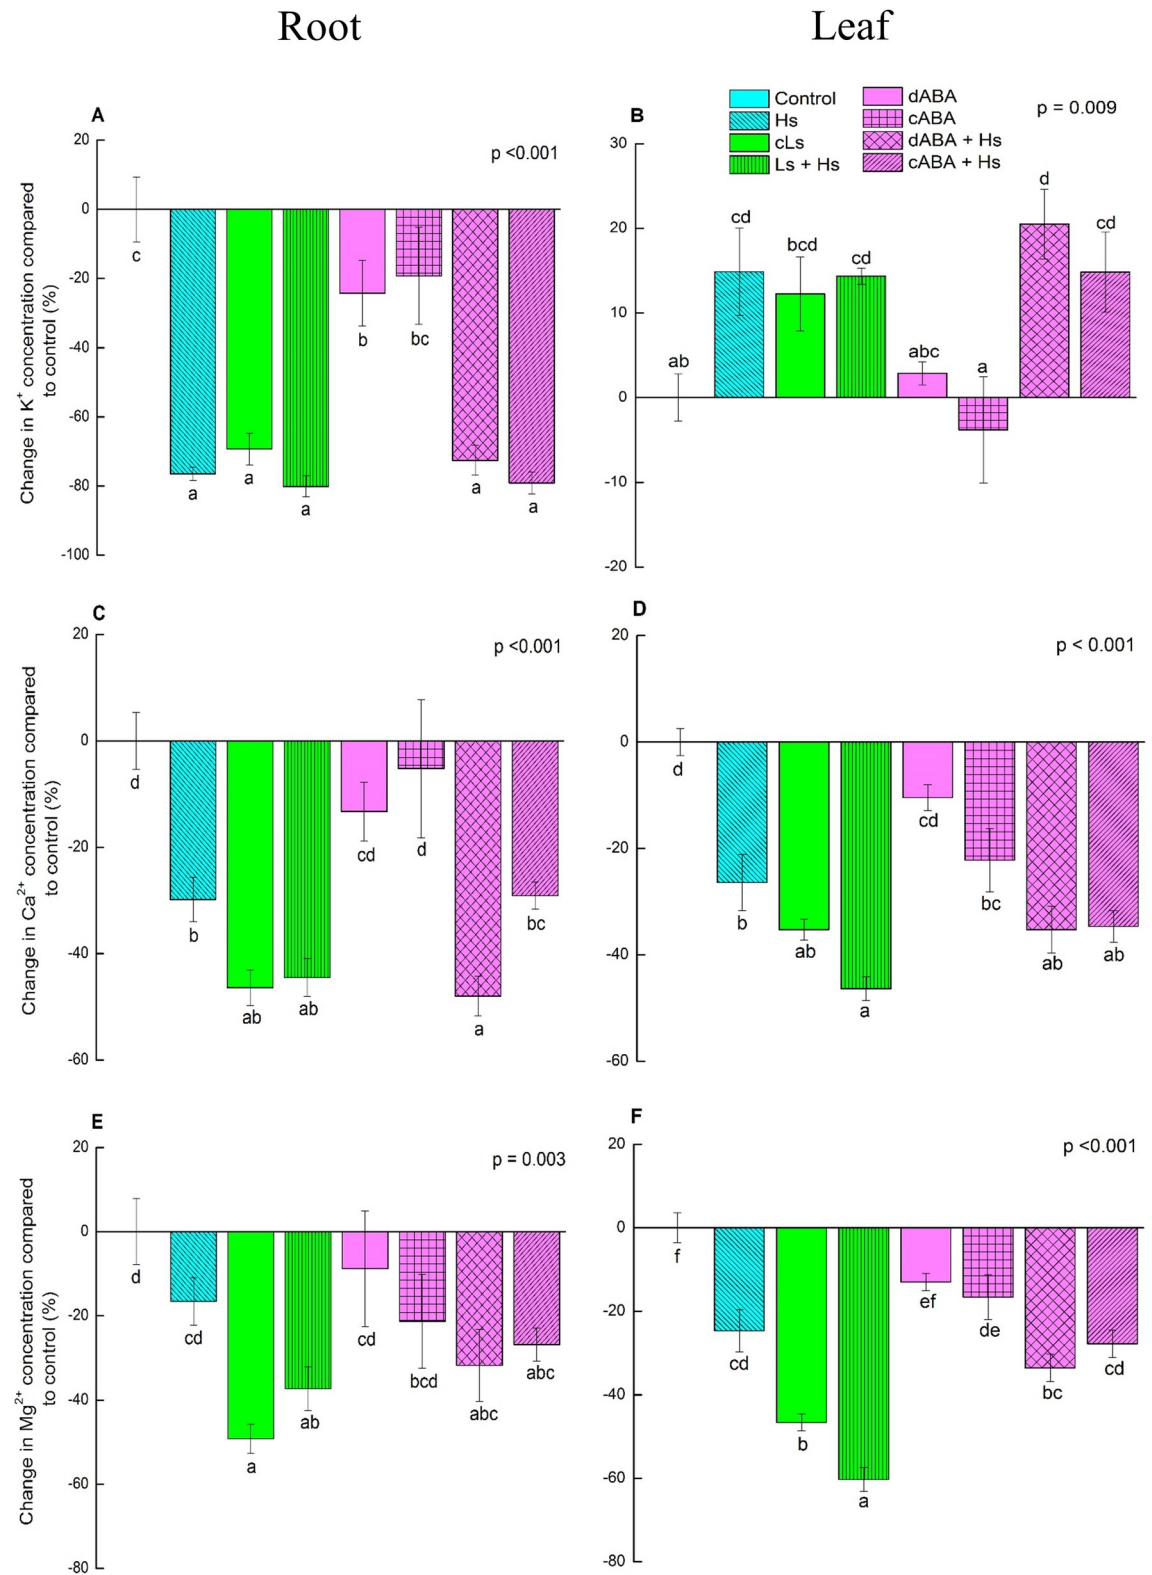 Root
Leaf
A
p <0.001
20
0
-20
-40
-60
-80
-100
Change in K⁺ concentration compared
to control (%)
c
a
a
a
b
bc
a
a
B
Control
Hs
cLs
Ls + Hs
dABA
cABA
dABA + Hs
cABA + Hs
p = 0.009
30
20
10
0
-10
-20
ab
cd
bcd
cd
abc
a
d
cd
C
p <0.001
20
0
-20
-40
-60
Change in Ca²⁺ concentration compared
to control (%)
d
b
ab
ab
cd
d
a
bc
D
p < 0.001
20
0
-20
-40
-60
d
b
ab
a
cd
bc
ab
ab
E
p = 0.003
20
0
-20
-40
-60
-80
Change in Mg²⁺ concentration compared
to control (%)
d
cd
a
ab
cd
bcd
abc
abc
F
p <0.001
20
0
-20
-40
-60
-80
f
cd
b
a
ef
de
bc
cd